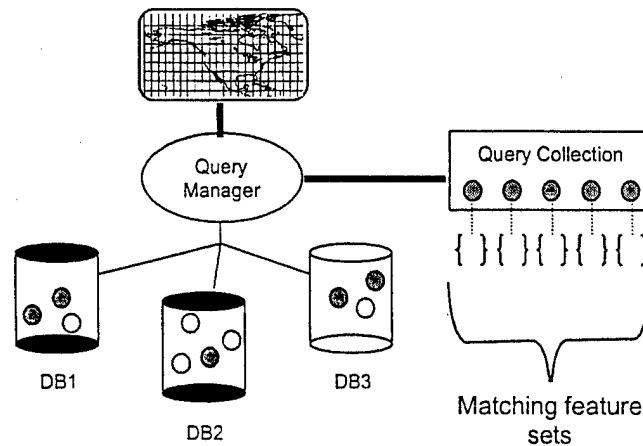 Query
Manager
Query Collection
{ } { } { } { } { }
DB1
DB2
DB3
Matching feature
sets